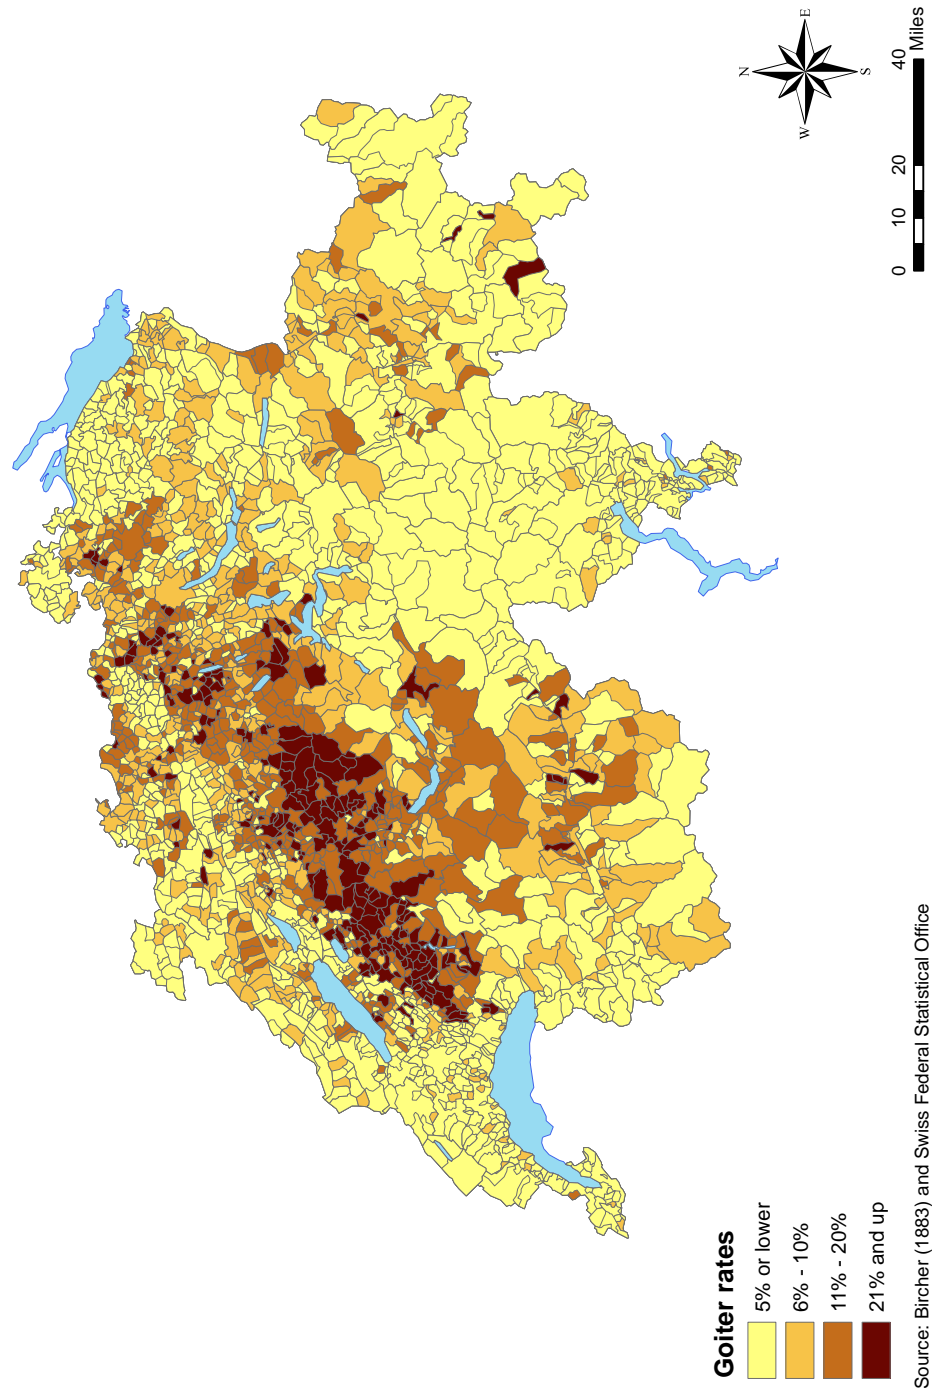 N
W
E
S
0 10 20 40
Miles
Goiter rates
5% or lower
6% - 10%
11% - 20%
21% and up
Source: Bircher (1883) and Swiss Federal Statistical Office